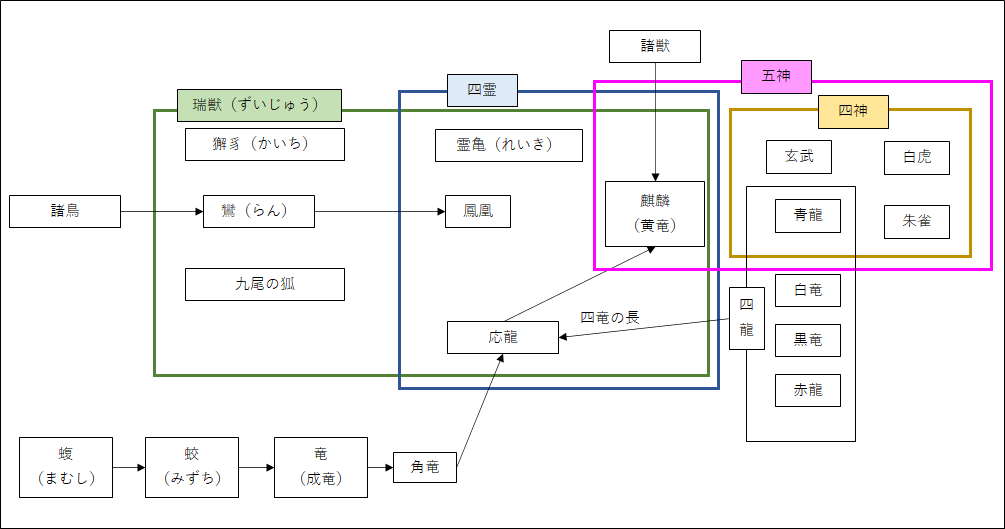 諸獣
五神
四霊
瑞獣（ずいじゅう）
四神
獬豸（かいち）
霊亀（れいき）
玄武
白虎
諸鳥
鸞（らん）
鳳凰
麒麟
（黄竜）
青龍
朱雀
九尾の狐
白竜
四
龍
四竜の長
応龍
黒竜
赤龍
蝮
（まむし）
蛟
（みずち）
竜
（成竜）
角竜